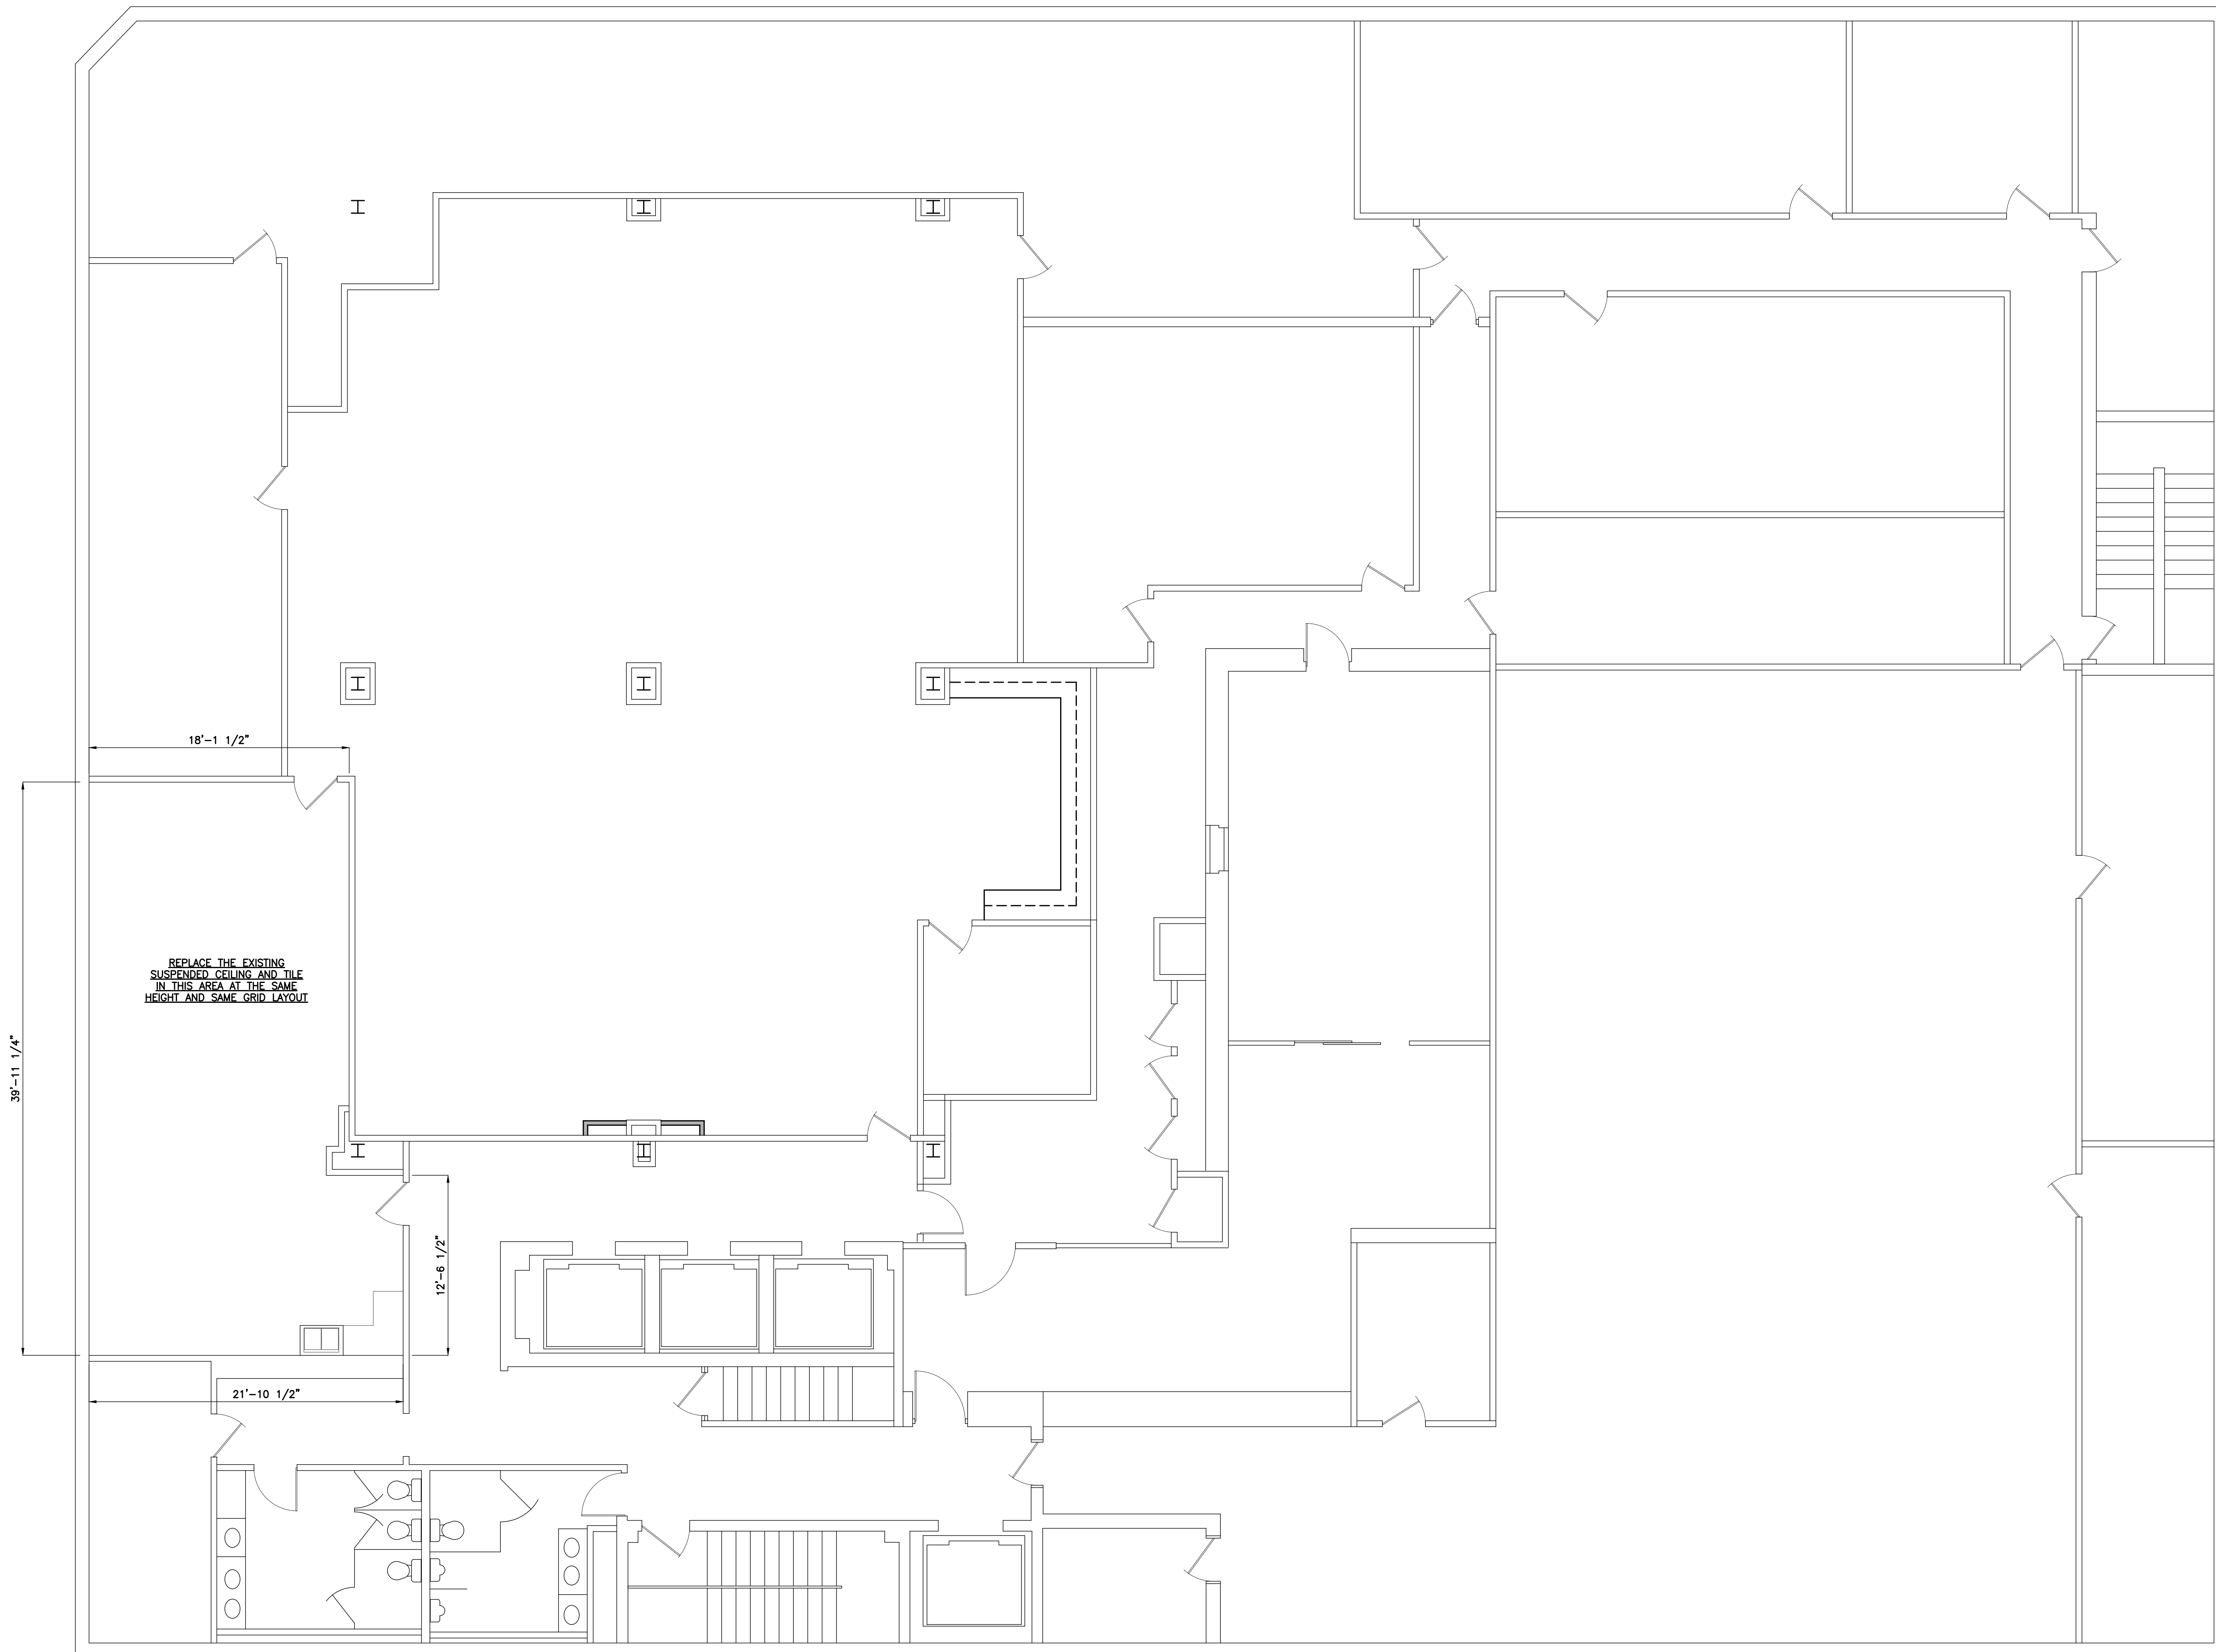 18'-1 1/2"
REPLACE THE EXISTING
SUSPENDED CEILING AND TILE
IN THIS AREA AT THE SAME
HEIGHT AND SAME GRID LAYOUT
39'-11 1/4"
12'-6 1/2"
21'-10 1/2"